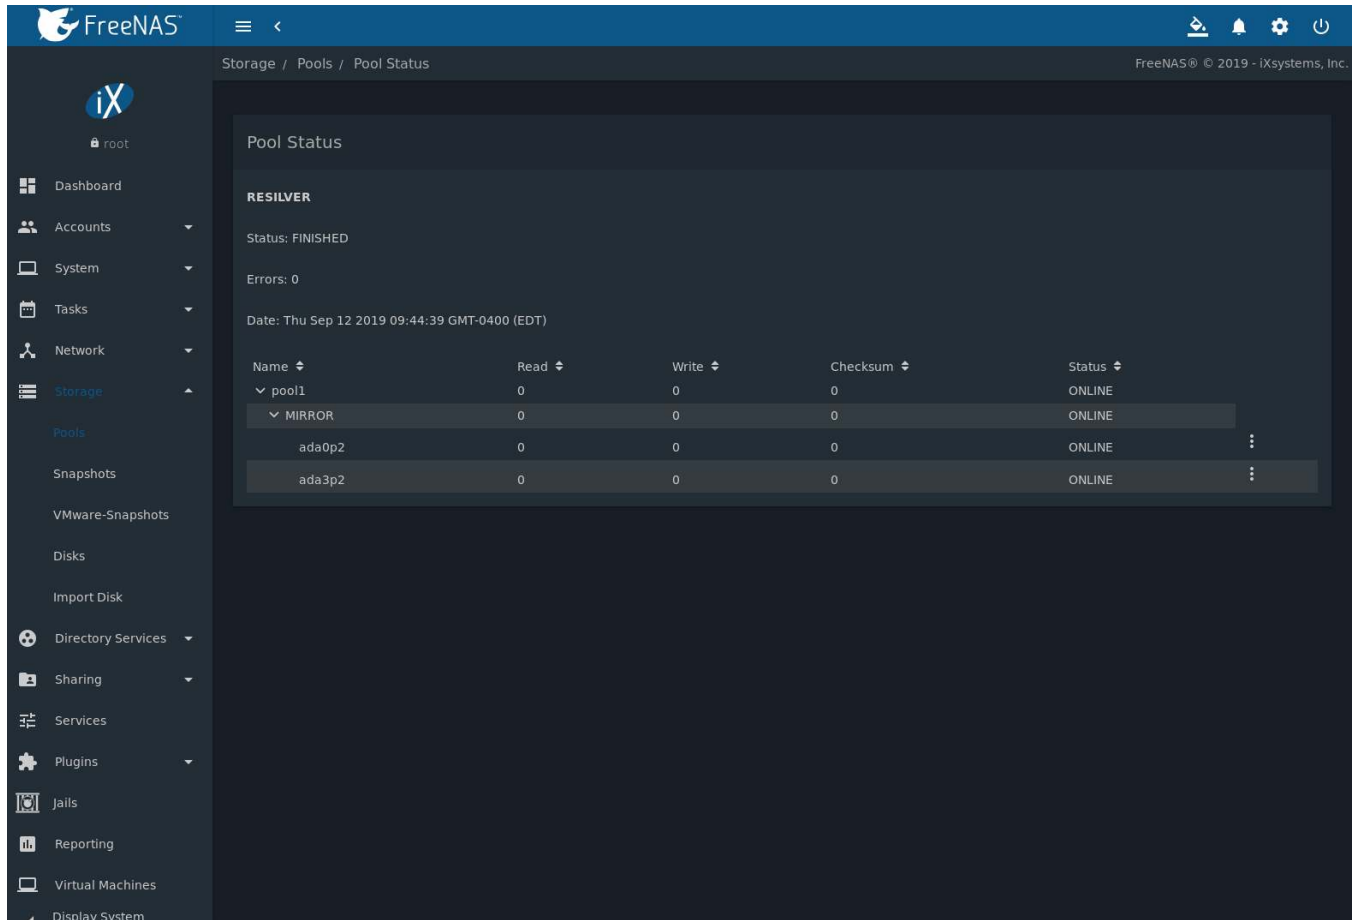 FreeNAS
Storage / Pools / Pool Status
FreeNAS® © 2019 - iXsystems, Inc.
iX
root
Dashboard
Accounts
System
Tasks
Network
Storage
Pools
Snapshots
VMware-Snapshots
Disks
Import Disk
Directory Services
Sharing
Services
Plugins
Jails
Reporting
Virtual Machines
Display System
Pool Status
RESILVER
Status: FINISHED
Errors: 0
Date: Thu Sep 12 2019 09:44:39 GMT-0400 (EDT)
Name Read Write Checksum Status
pool1 0 0 0 ONLINE
MIRROR 0 0 0 ONLINE
ada0p2 0 0 0 ONLINE
ada3p2 0 0 0 ONLINE